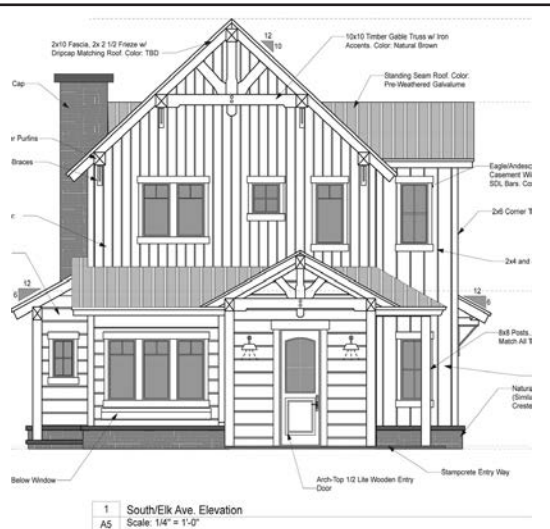 2x10 Fascia, 2x 2 1/2 Frieze w/
Dripcap Matching Roof. Color: TBD
12
10
10x10 Timber Gable Truss w/ Iron
Accents. Color: Natural Brown
Cap
Standing Seam Roof. Color:
Pre-Weathered Galvalume
Purlins
Braces
Eagle/Andersc
Casement Wi
SDL Bars. Co
2x6 Corner T
2x4 and
12
6
12
6
8x8 Posts.
Match All T
Natura
(Simila
Creste
Below Window
Arch-Top 1/2 Lite Wooden Entry
Door
Stampcrete Entry Way
1
South/Elk Ave. Elevation
A5
Scale: 1/4" = 1'-0"